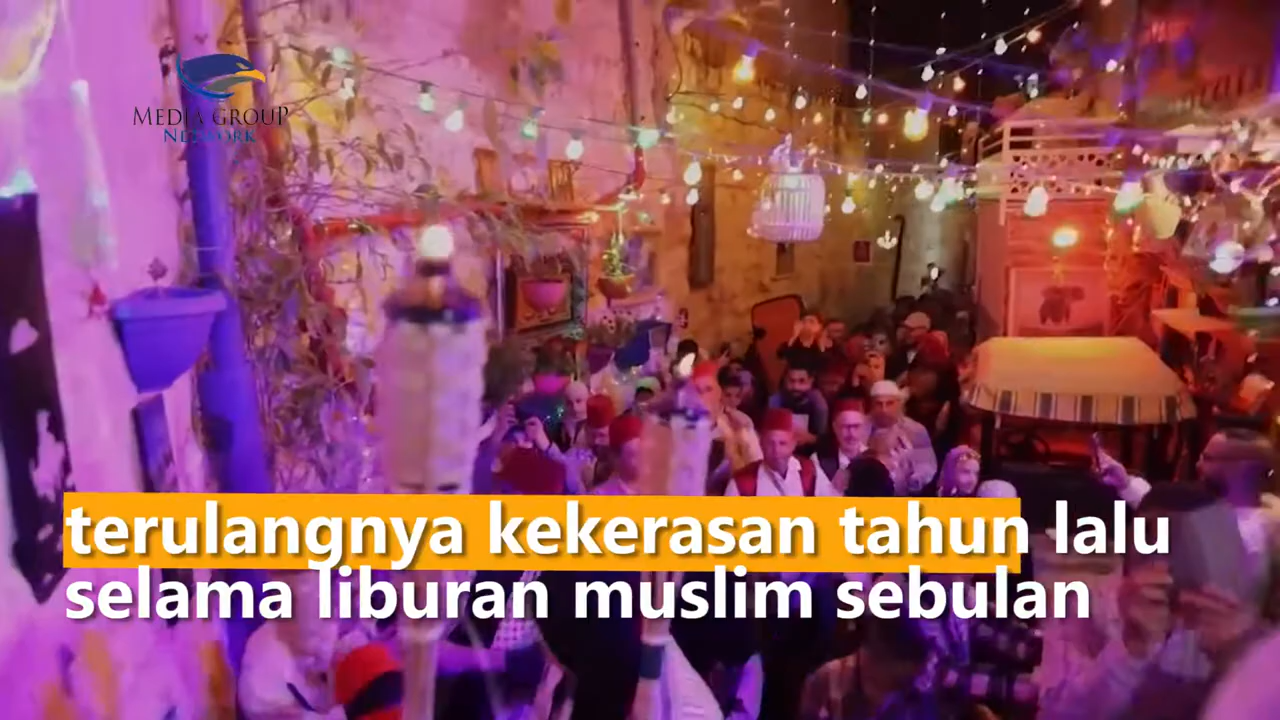 MEDIA GROUP
NETWORK
terulangnya kekerasan tahun lalu
selama liburan muslim sebulan